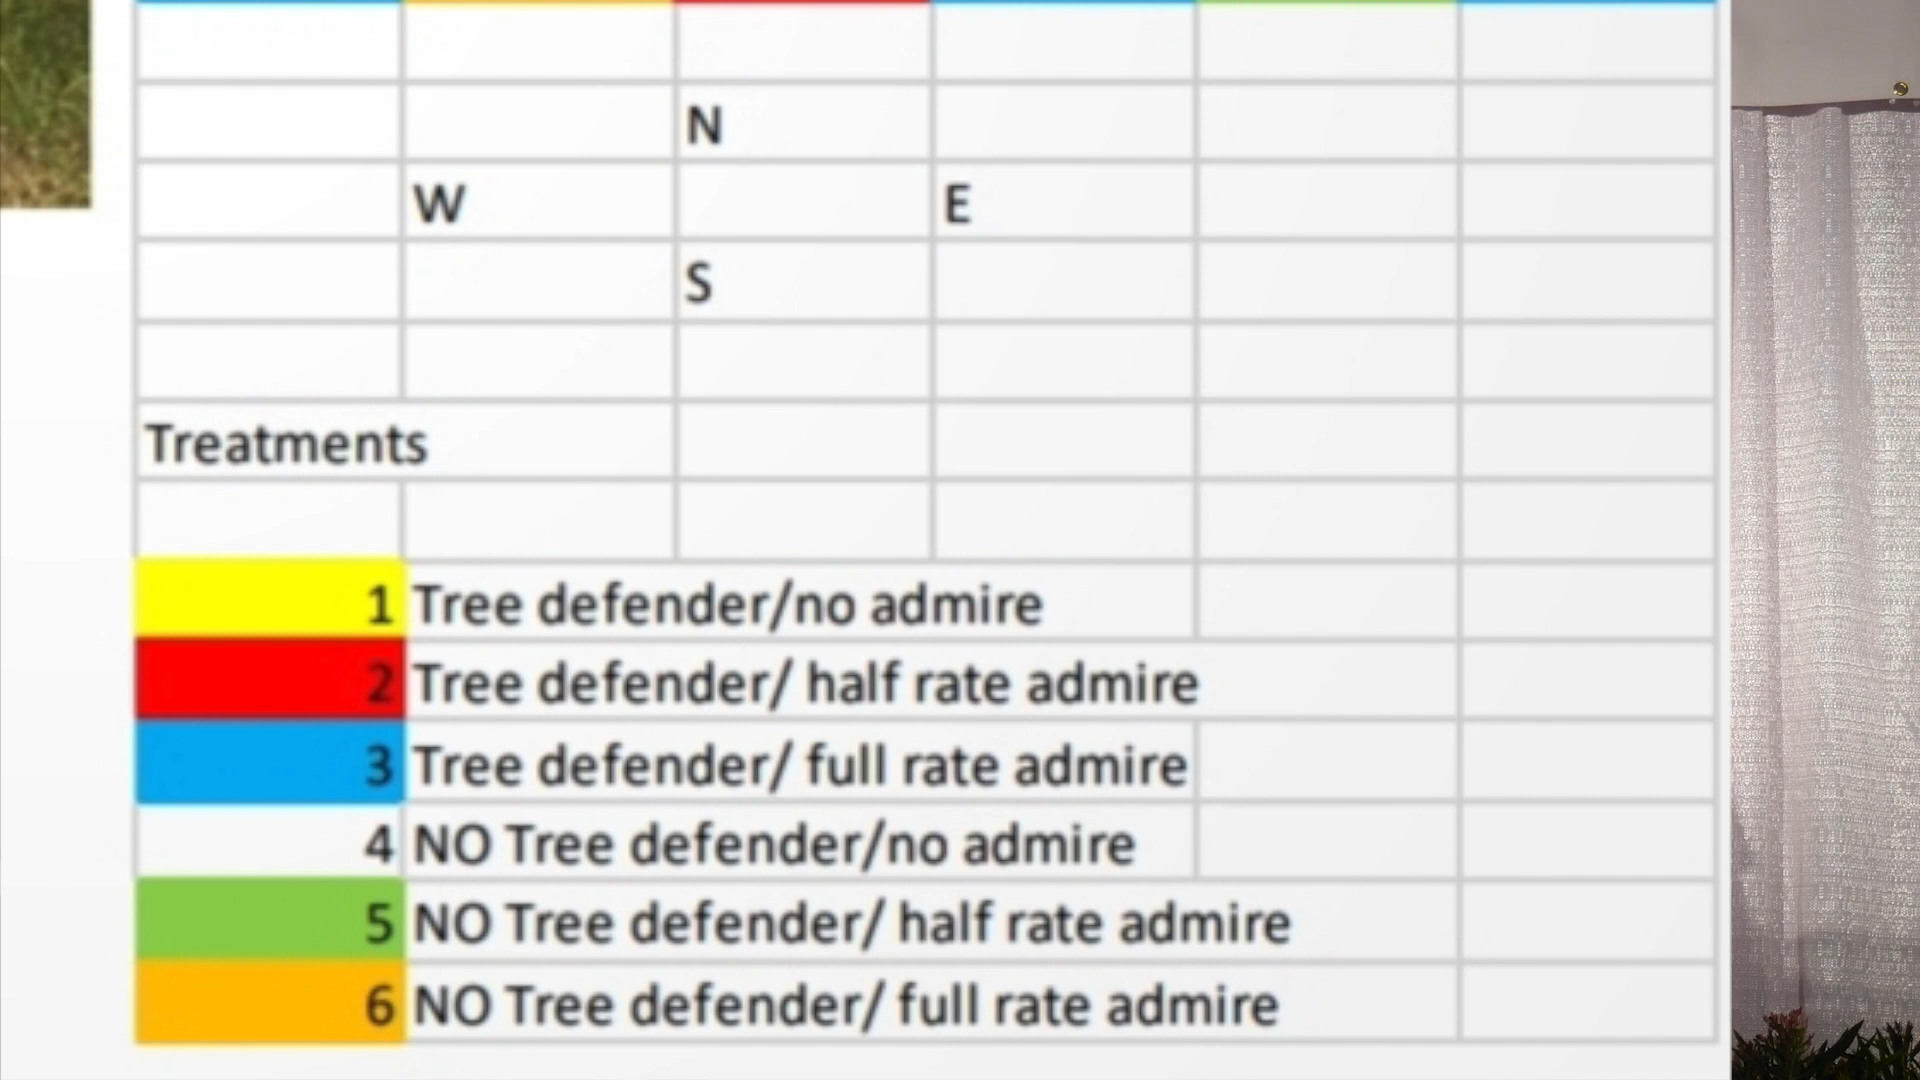 N
W E
S
Treatments
1 Tree defender/no admire
2 Tree defender/ half rate admire
3 Tree defender/ full rate admire
4 NO Tree defender/no admire
5 NO Tree defender/ half rate admire
6 NO Tree defender/ full rate admire